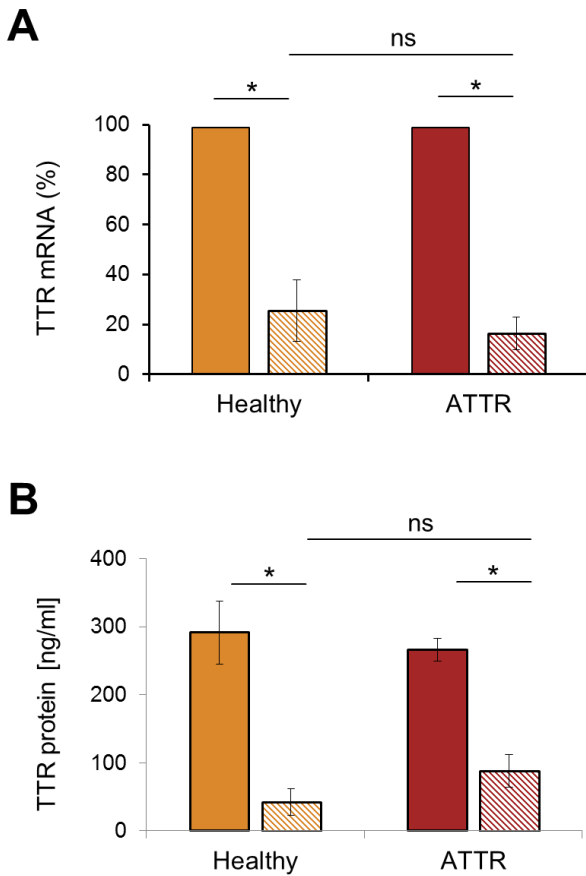 A
ns
* *
100
80
60
40
20
0
TTR mRNA (%)
Healthy ATTR
B
ns
* *
400
300
200
100
0
TTR protein [ng/ml]
Healthy ATTR